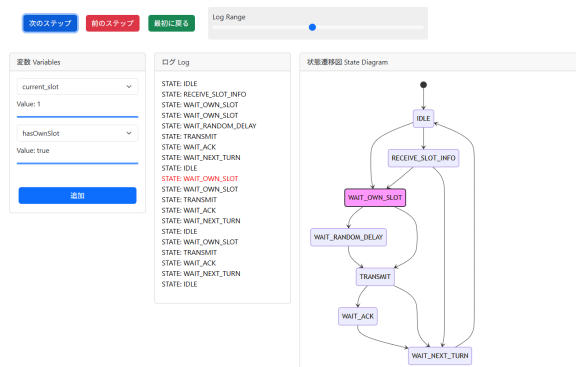 次のステップ
前のステップ
最初に戻る
Log Range
変数 Variables
current_slot
Value: 1
hasOwnSlot
Value: true
追加
ログ Log
STATE: IDLE
STATE: RECEIVE_SLOT_INFO
STATE: WAIT_OWN_SLOT
STATE: WAIT_OWN_SLOT
STATE: WAIT_RANDOM_DELAY
STATE: TRANSMIT
STATE: WAIT_ACK
STATE: WAIT_NEXT_TURN
STATE: IDLE
STATE: WAIT_OWN_SLOT
STATE: WAIT_OWN_SLOT
STATE: TRANSMIT
STATE: WAIT_ACK
STATE: WAIT_NEXT_TURN
STATE: IDLE
STATE: WAIT_OWN_SLOT
STATE: TRANSMIT
STATE: WAIT_ACK
STATE: WAIT_NEXT_TURN
STATE: IDLE
状態遷移図 State Diagram
IDLE
RECEIVE_SLOT_INFO
WAIT_OWN_SLOT
WAIT_RANDOM_DELAY
TRANSMIT
WAIT_ACK
WAIT_NEXT_TURN